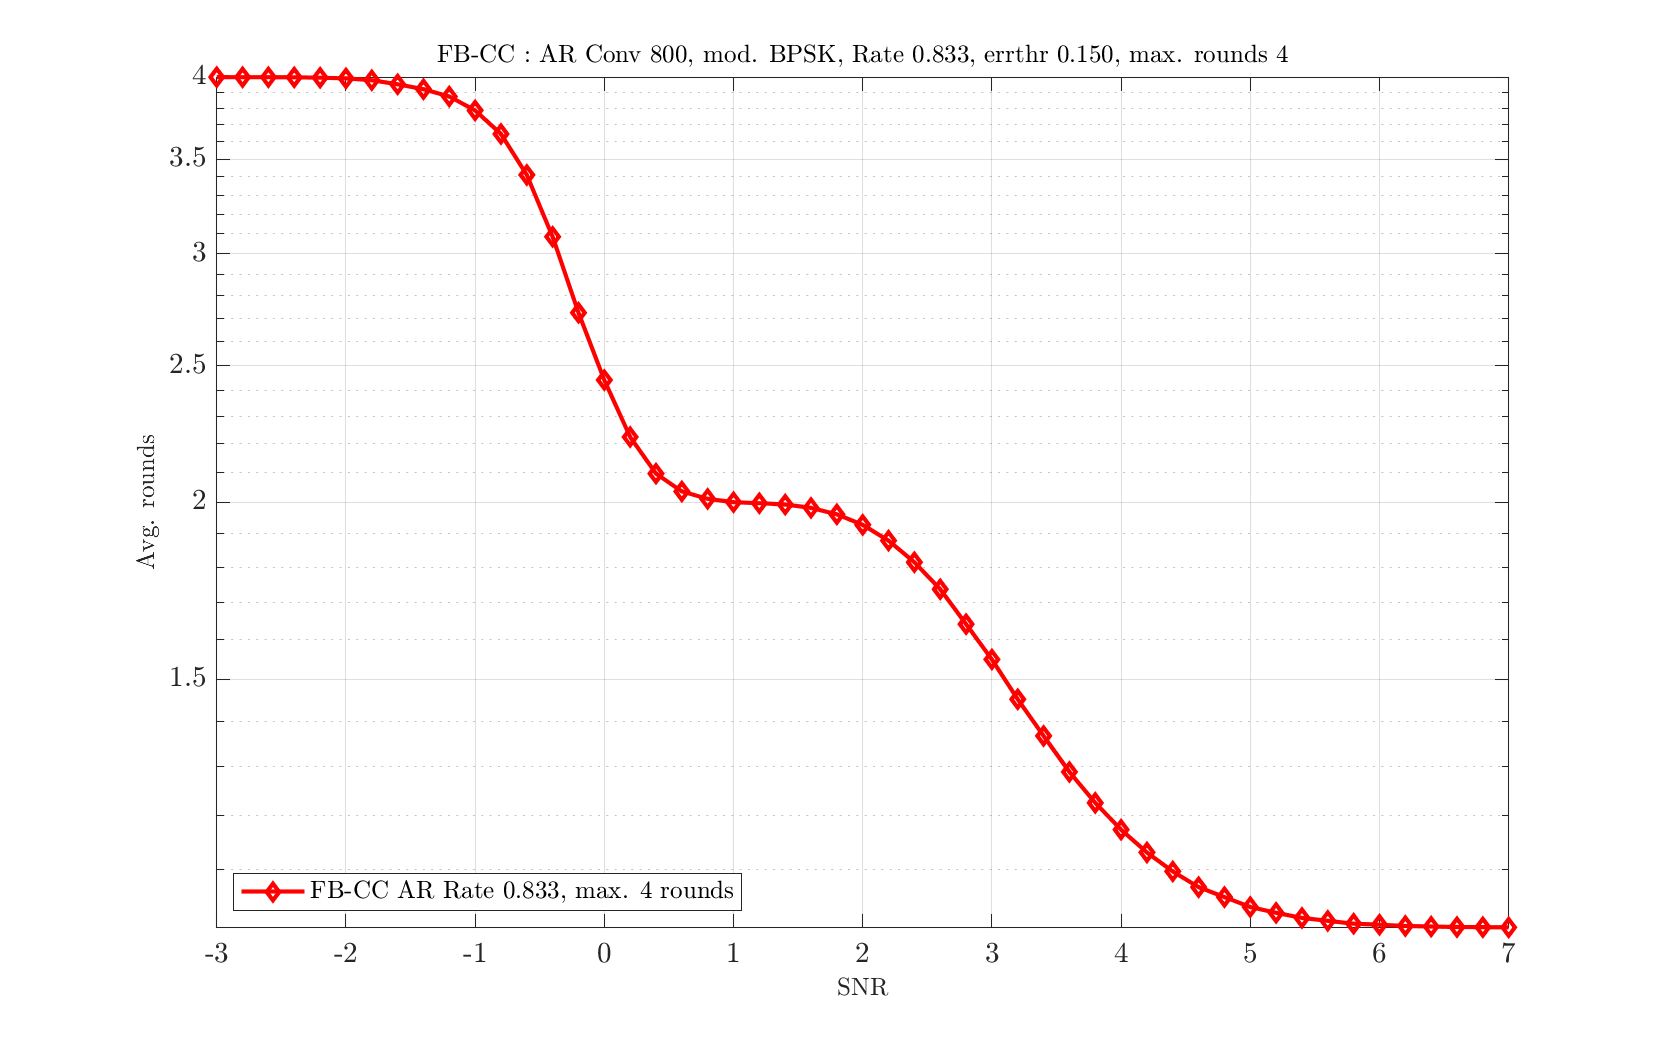 FB-CC : AR Conv 800, mod. BPSK, Rate 0.833, errthr 0.150, max. rounds 4
4
3.5
3
2.5
2
1.5
Avg. rounds
FB-CC AR Rate 0.833, max. 4 rounds
-3 -2 -1 0 1 2 3 4 5 6 7
SNR